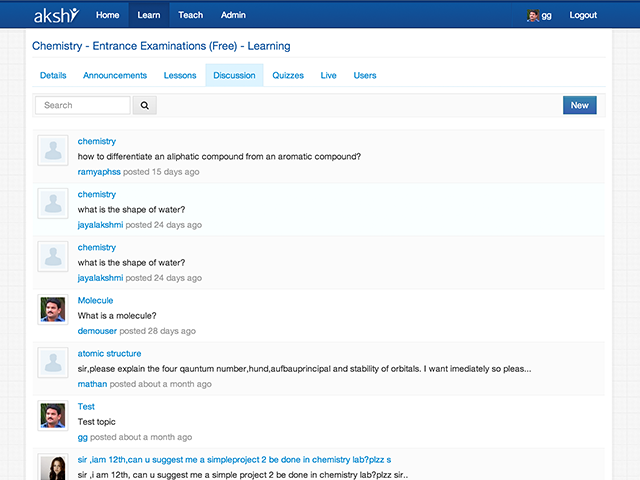 akshi
Home
Learn
Teach
Admin
gg
Logout
Chemistry - Entrance Examinations (Free) - Learning
Details
Announcements
Lessons
Discussion
Quizzes
Live
Users
Search
New
chemistry
how to differentiate an aliphatic compound from an aromatic compound?
ramyaphss posted 15 days ago
chemistry
what is the shape of water?
jayalakshmi posted 24 days ago
chemistry
what is the shape of water?
jayalakshmi posted 24 days ago
Molecule
What is a molecule?
demouser posted 28 days ago
atomic structure
sir,please explain the four qauntum number,hund,aufbauprincipal and stability of orbitals. I want imediately so pleas...
mathan posted about a month ago
Test
Test topic
gg posted about a month ago
sir ,iam 12th,can u suggest me a simpleproject 2 be done in chemistry lab?plzz s
sir ,i am 12th, can u suggest me a simple project 2 be done in chemistry lab?plzz sir..